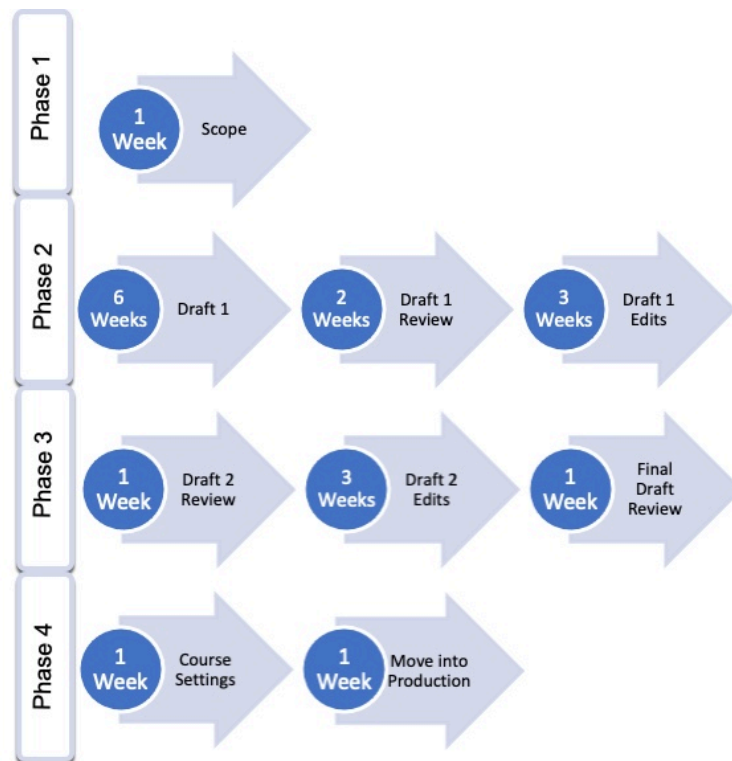 Phase 1
1
Week
Scope
Phase 2
6
Weeks
Draft 1
2
Weeks
Draft 1
Review
3
Weeks
Draft 1
Edits
Phase 3
1
Week
Draft 2
Review
3
Weeks
Draft 2
Edits
1
Week
Final
Draft
Review
Phase 4
1
Week
Course
Settings
1
Week
Move into
Production